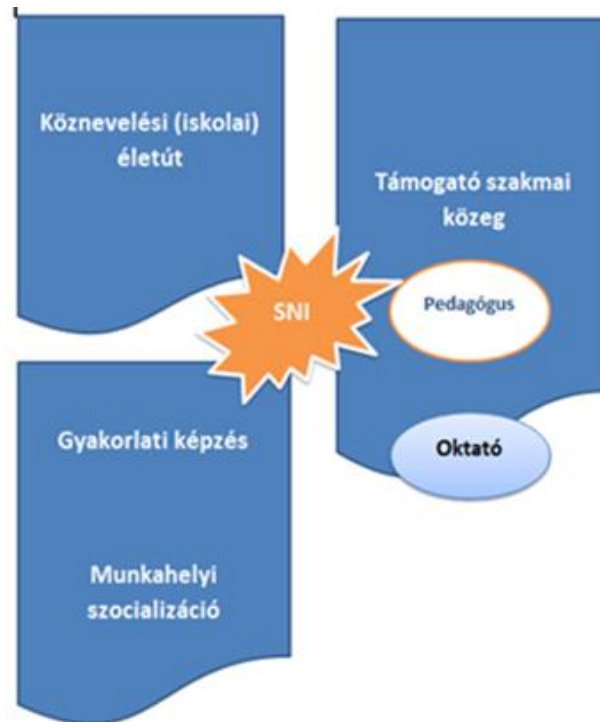 Köznevelési (iskolai)
életút
Támogató szakmai
közeg
SNI
Pedagógus
Gyakorlati képzés
Oktató
Munkahelyi
szocializáció